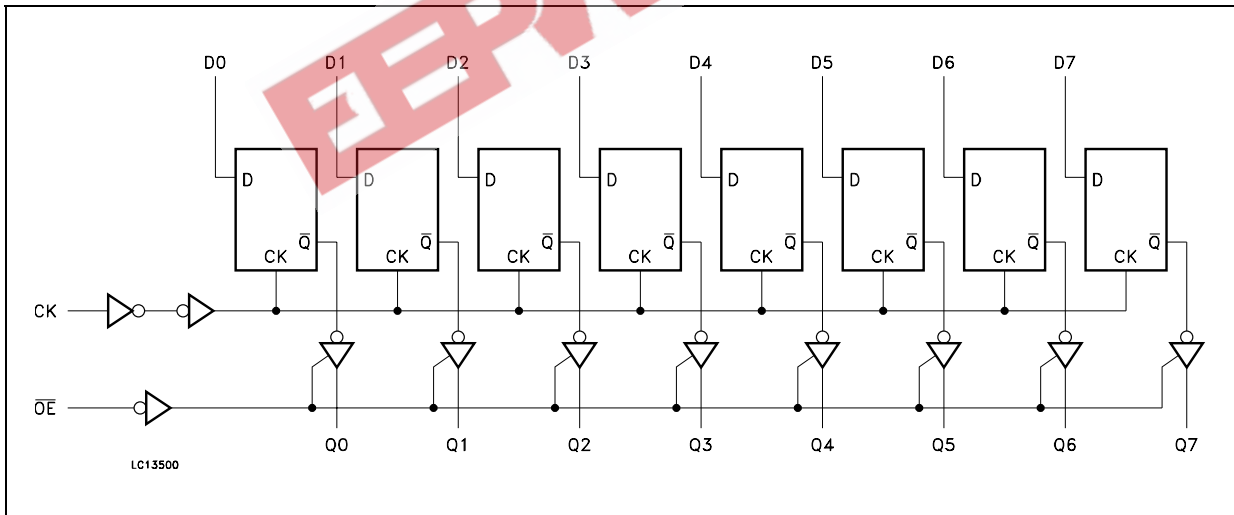 EEPW
D0 D1 D2 D3 D4 D5 D6 D7
D D D D D D D D
Q̅ Q̅ Q̅ Q̅ Q̅ Q̅ Q̅ Q̅
CK CK CK CK CK CK CK CK
CK
O̅E̅
Q0 Q1 Q2 Q3 Q4 Q5 Q6 Q7
LC13500